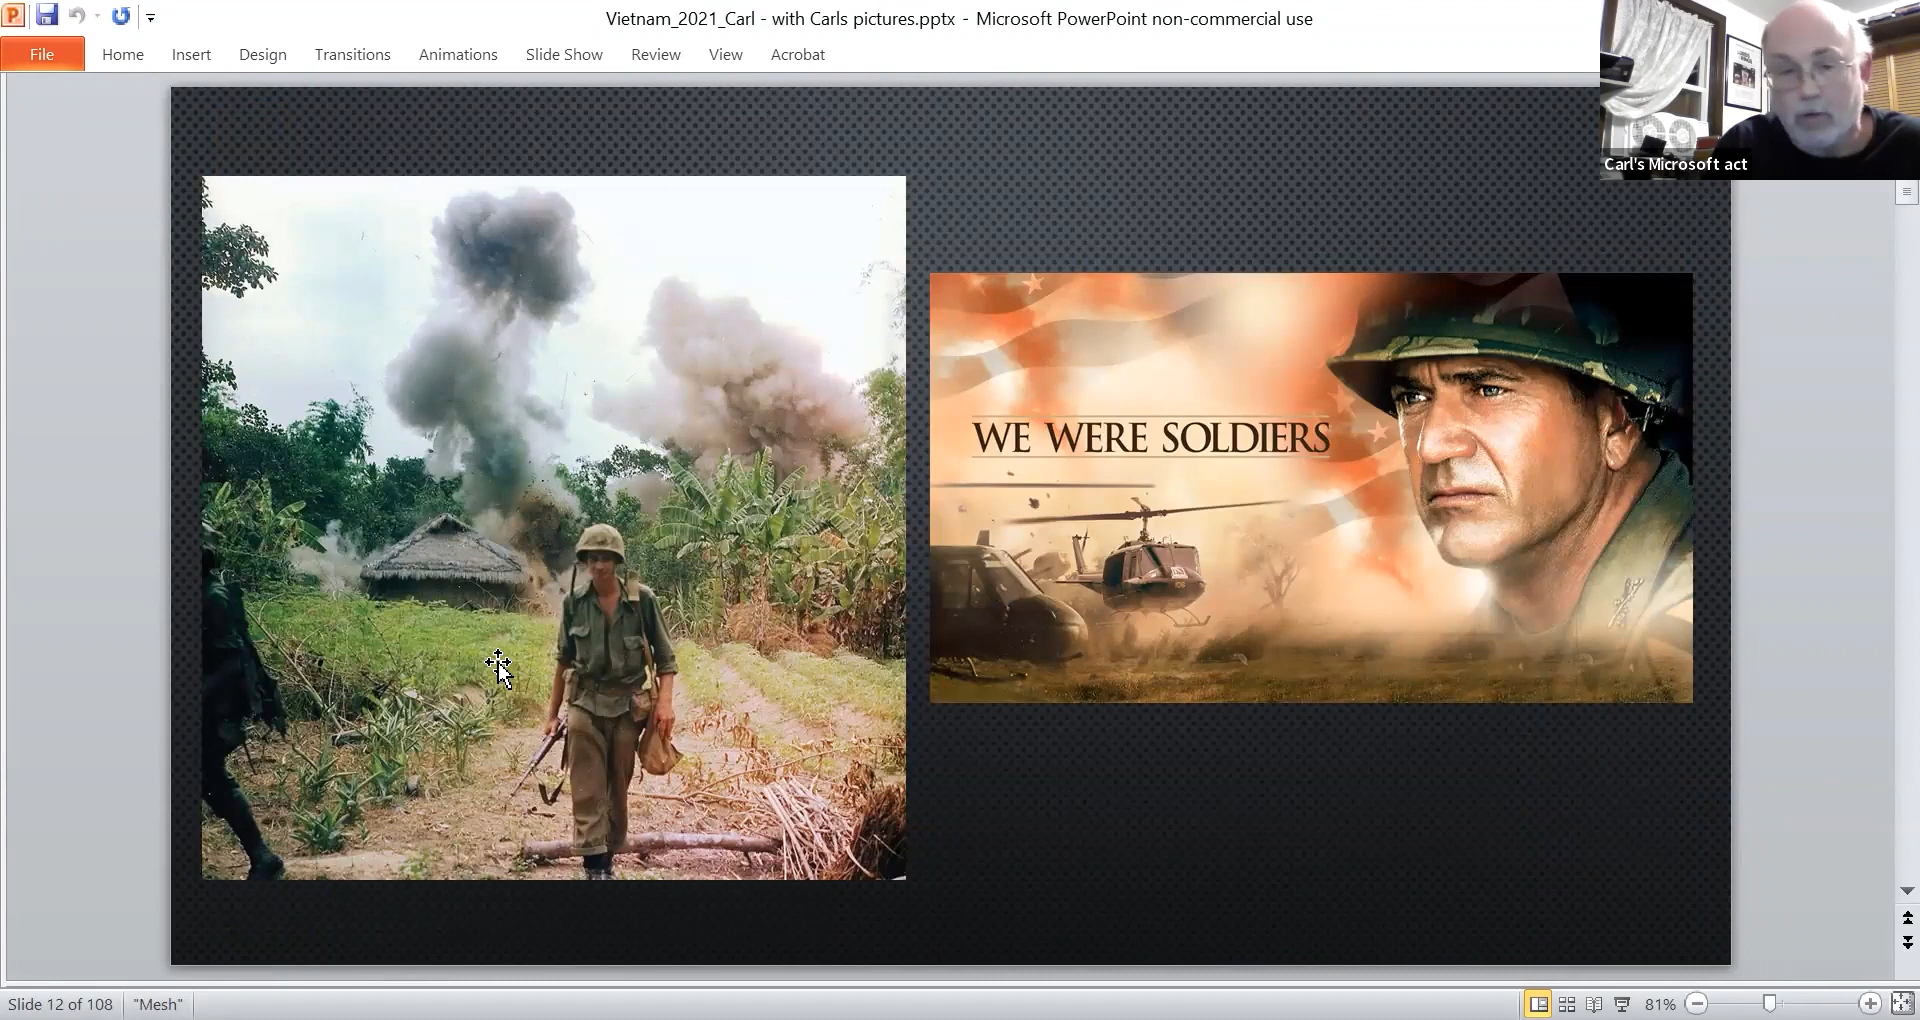 Vietnam_2021_Carl - with Carls pictures.pptx - Microsoft PowerPoint non-commercial use
File Home Insert Design Transitions Animations Slide Show Review View Acrobat
Carl's Microsoft act
WE WERE SOLDIERS
Slide 12 of 108 "Mesh" 81%